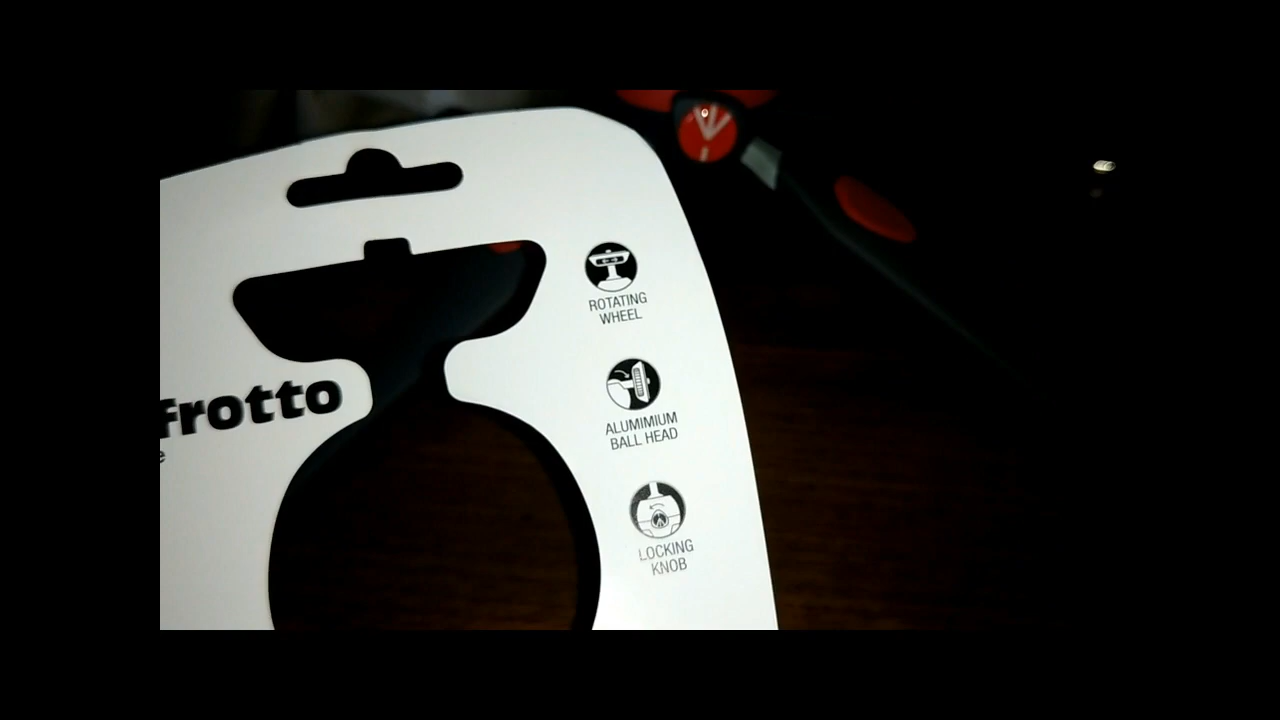 frotto
e
ROTATING
WHEEL
ALUMIMIUM
BALL HEAD
LOCKING
KNOB